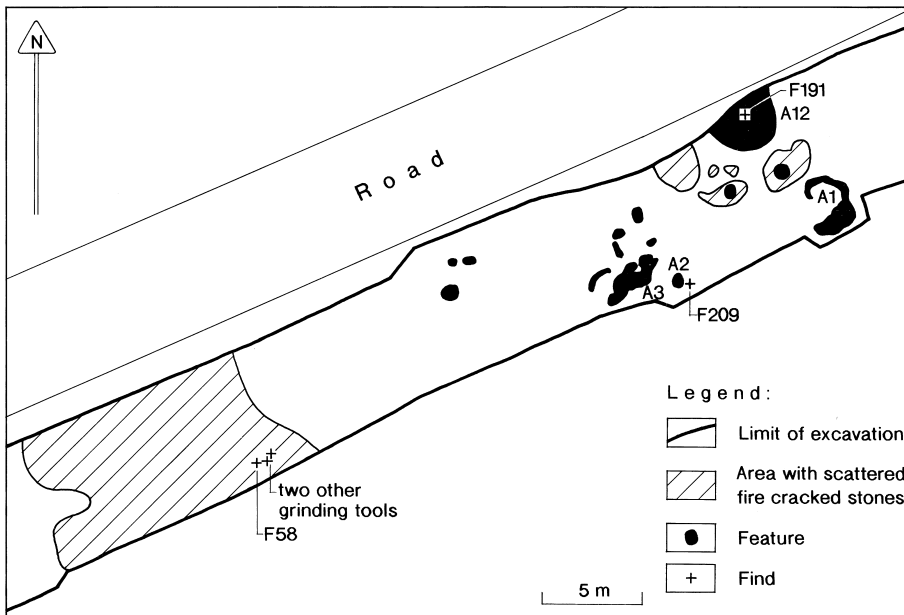 N
F191
A12
Road
A1
A2
A3
F209
Legend:
Limit of excavation
Area with scattered
fire cracked stones
two other
grinding tools
F58
Feature
5 m
Find